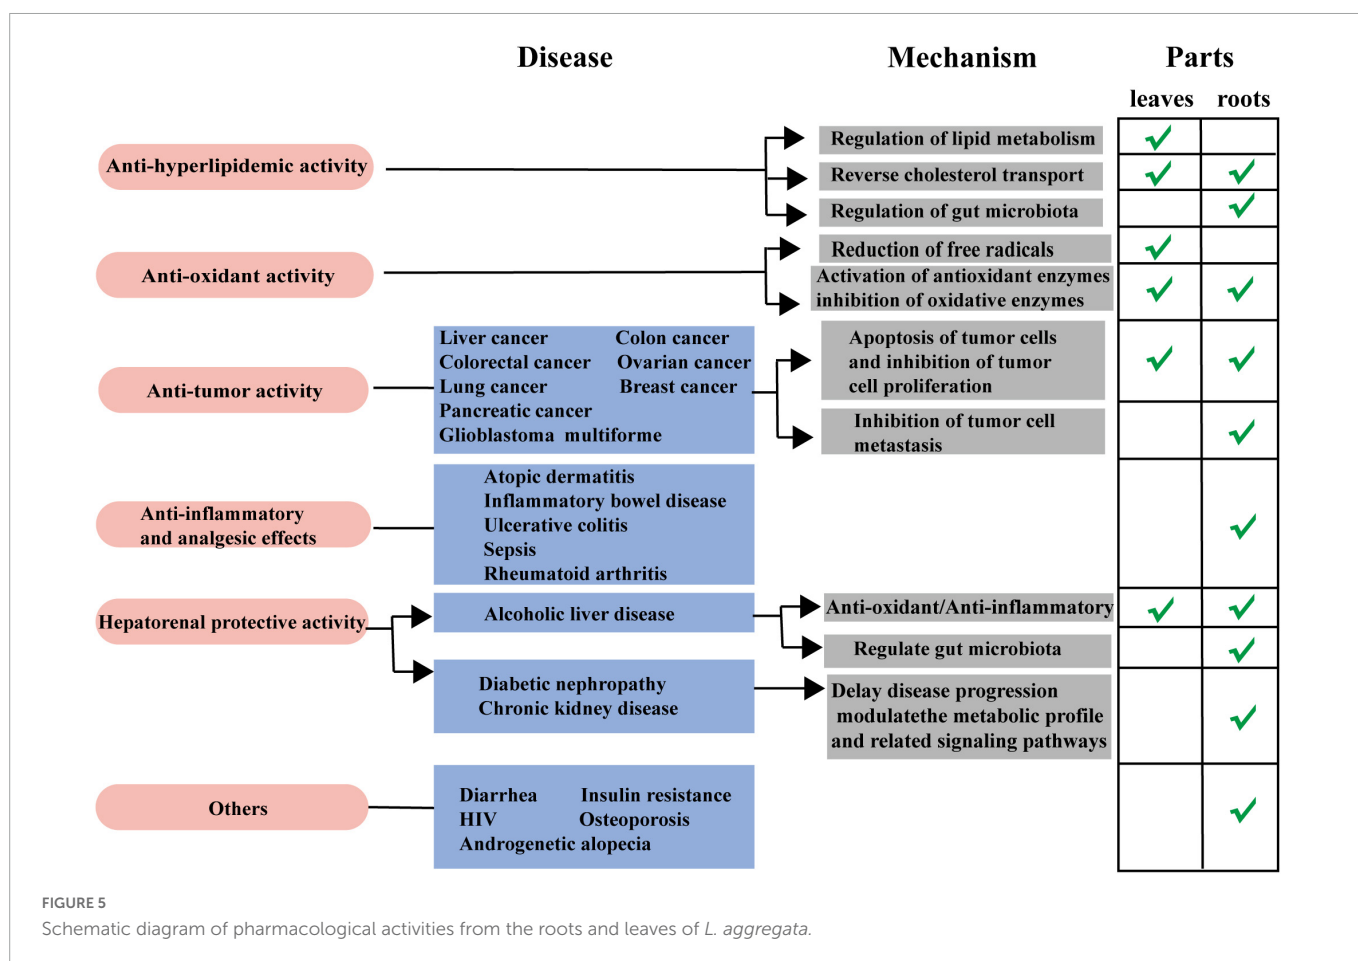 Disease Mechanism Parts
leaves roots
Anti-hyperlipidemic activity
Regulation of lipid metabolism
Reverse cholesterol transport
Regulation of gut microbiota
Anti-oxidant activity
Reduction of free radicals
Activation of antioxidant enzymes
inhibition of oxidative enzymes
Anti-tumor activity
Liver cancer Colon cancer
Colorectal cancer Ovarian cancer
Lung cancer Breast cancer
Pancreatic cancer
Glioblastoma multiforme
Apoptosis of tumor cells
and inhibition of tumor
cell proliferation
Inhibition of tumor cell
metastasis
Anti-inflammatory
and analgesic effects
Atopic dermatitis
Inflammatory bowel disease
Ulcerative colitis
Sepsis
Rheumatoid arthritis
Hepatorenal protective activity
Alcoholic liver disease
Anti-oxidant/Anti-inflammatory
Regulate gut microbiota
Diabetic nephropathy
Chronic kidney disease
Delay disease progression
modulatethe metabolic profile
and related signaling pathways
Others
Diarrhea Insulin resistance
HIV Osteoporosis
Androgenetic alopecia
FIGURE 5
Schematic diagram of pharmacological activities from the roots and leaves of L. aggregata.